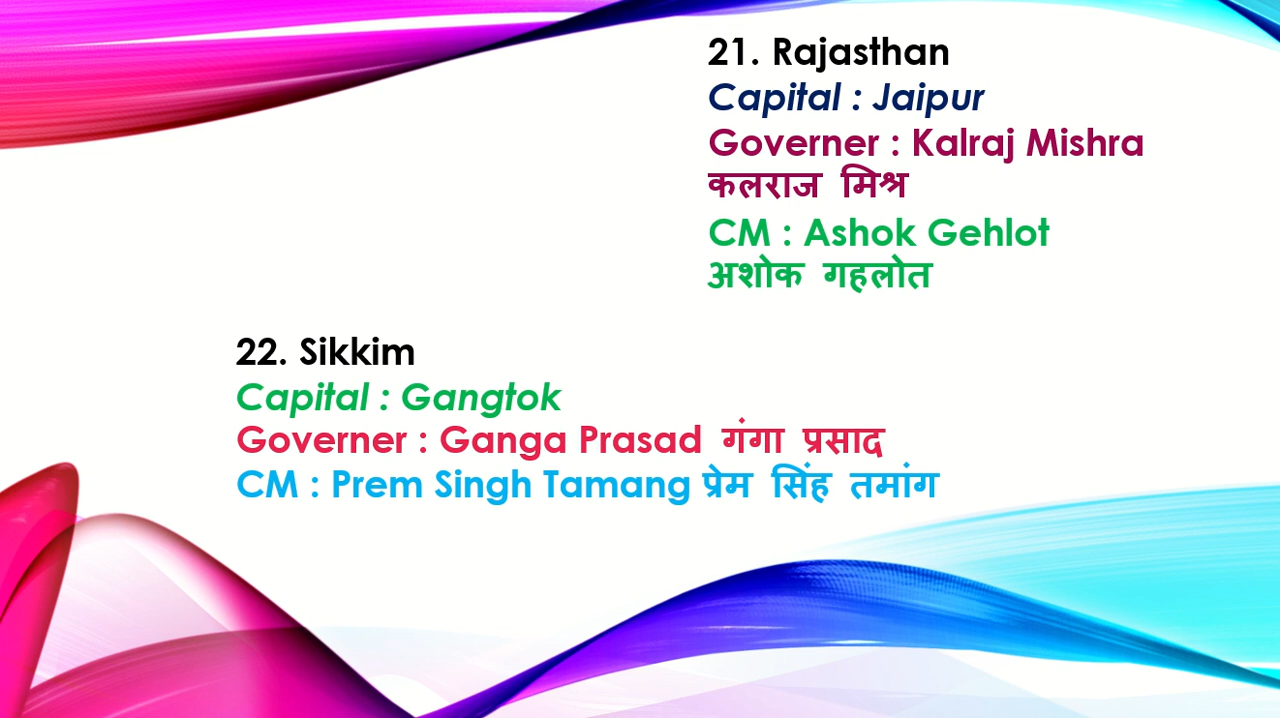 21. Rajasthan
Capital : Jaipur
Governer : Kalraj Mishra
कलराज मिश्र
CM : Ashok Gehlot
अशोक गहलोत
22. Sikkim
Capital : Gangtok
Governer : Ganga Prasad गंगा प्रसाद
CM : Prem Singh Tamang प्रेम सिंह तमांग